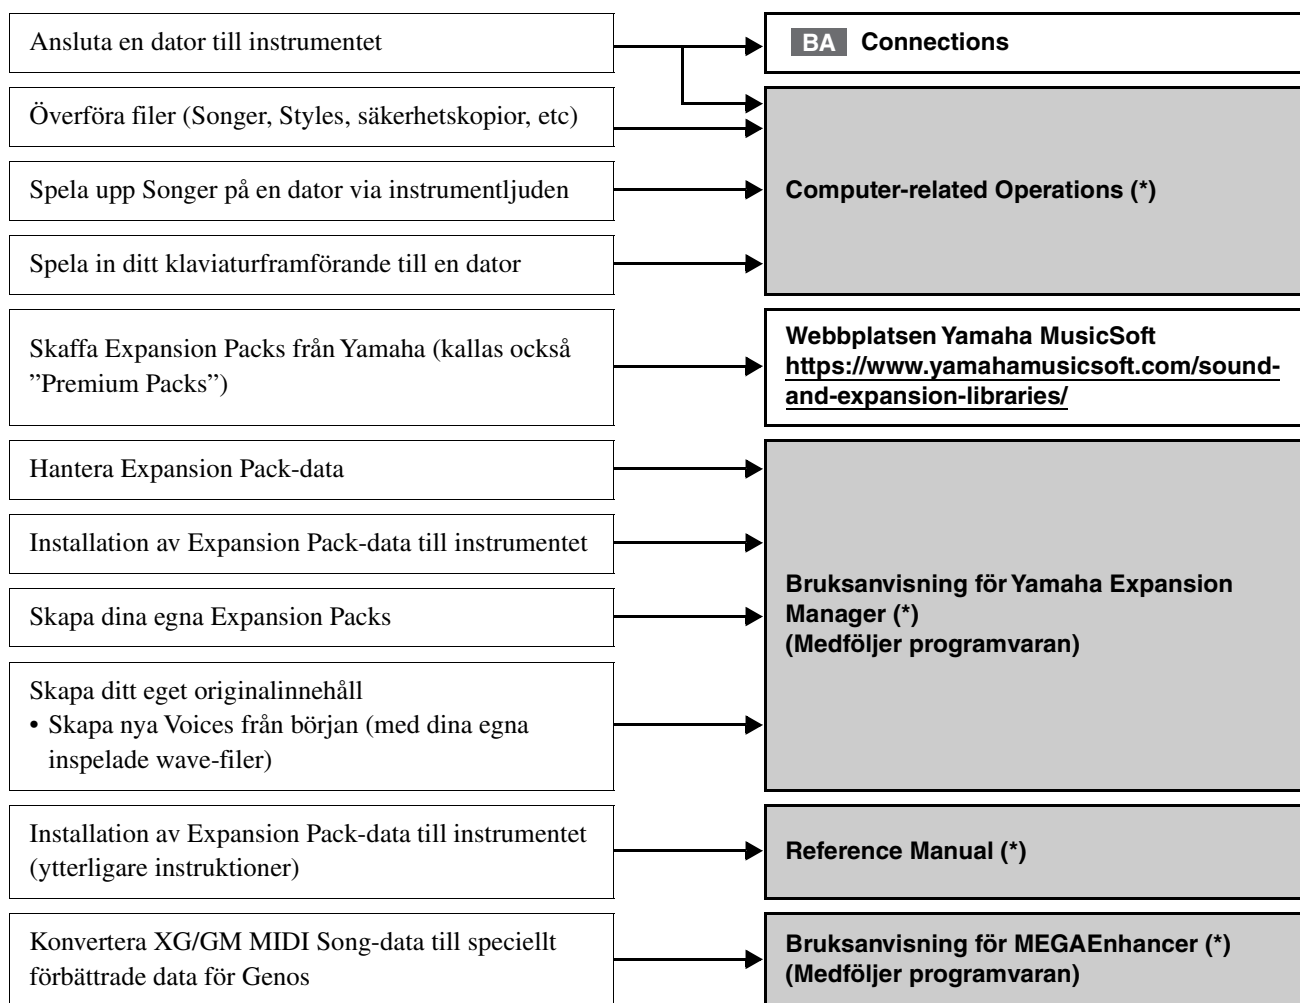 Ansluta en dator till instrumentet
BA Connections
Överföra filer (Songer, Styles, säkerhetskopior, etc)
Spela upp Songer på en dator via instrumentljuden
Computer-related Operations (*)
Spela in ditt klaviaturframförande till en dator
Skaffa Expansion Packs från Yamaha (kallas också
”Premium Packs”)
Webbplatsen Yamaha MusicSoft
https://www.yamahamusicsoft.com/sound-
and-expansion-libraries/
Hantera Expansion Pack-data
Installation av Expansion Pack-data till instrumentet
Skapa dina egna Expansion Packs
Skapa ditt eget originalinnehåll
• Skapa nya Voices från början (med dina egna
inspelade wave-filer)
Bruksanvisning för Yamaha Expansion
Manager (*)
(Medföljer programvaran)
Installation av Expansion Pack-data till instrumentet
(ytterligare instruktioner)
Reference Manual (*)
Konvertera XG/GM MIDI Song-data till speciellt
förbättrade data för Genos
Bruksanvisning för MEGAEnhancer (*)
(Medföljer programvaran)